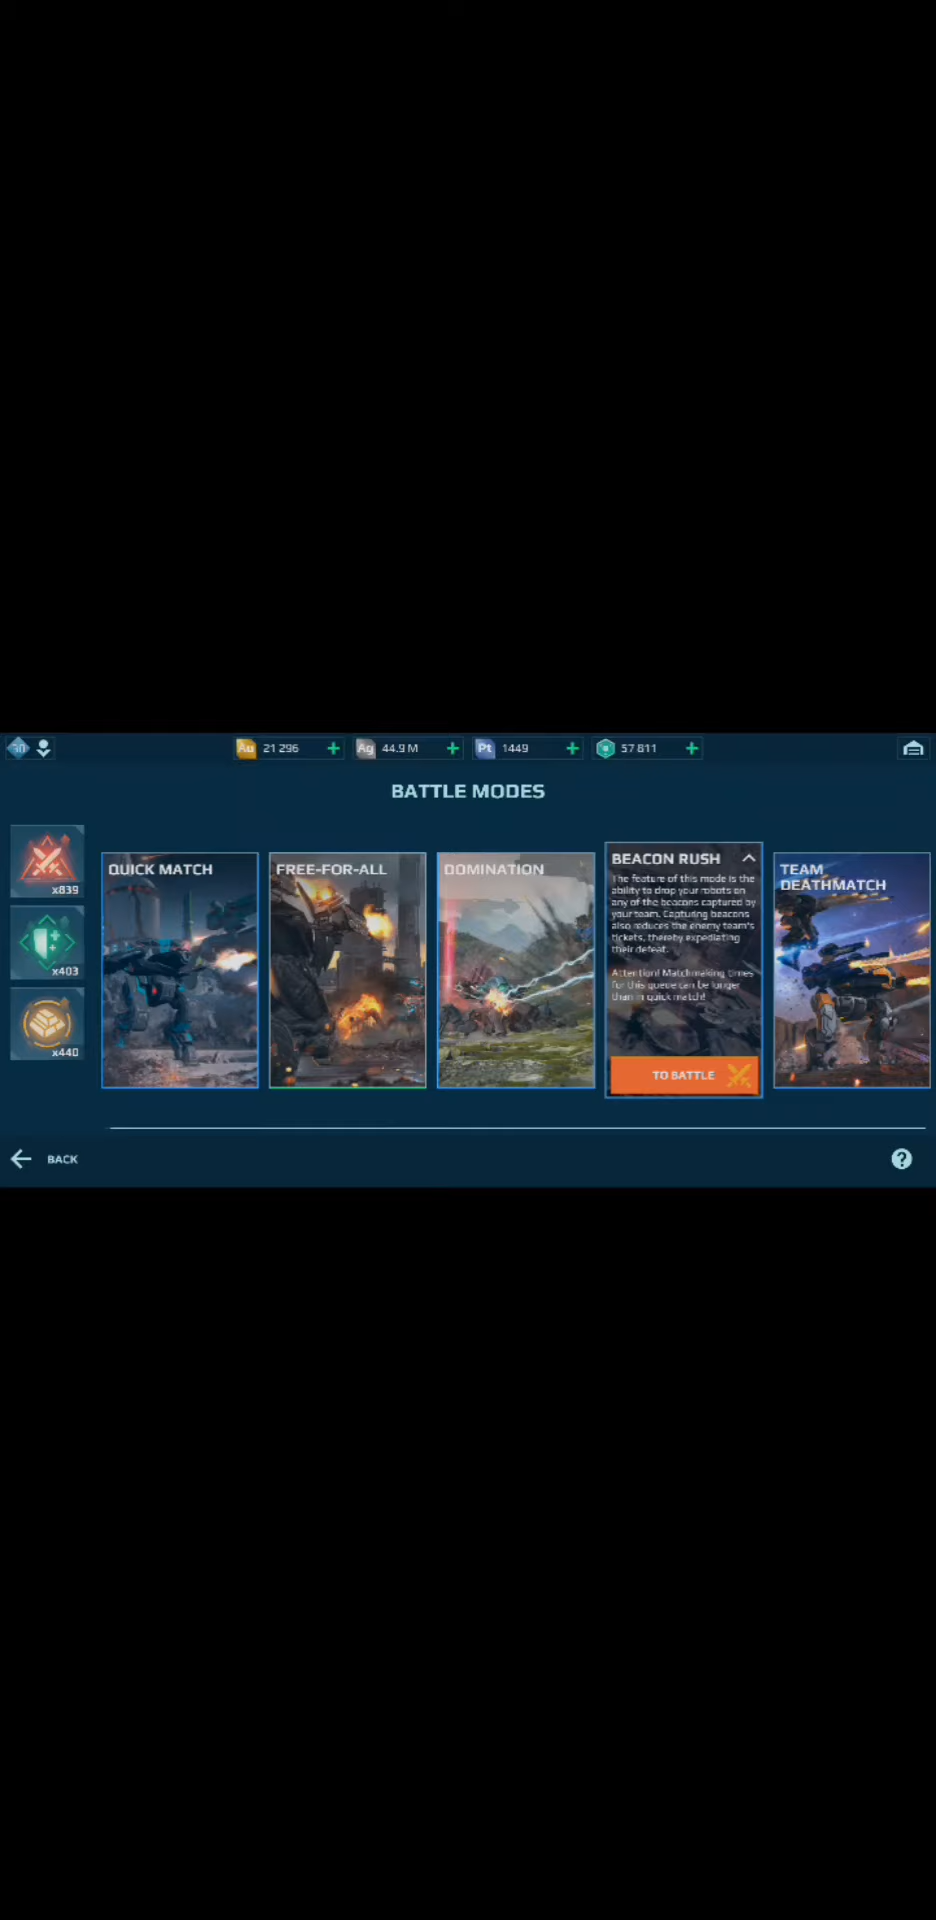 30
Au 21 296 +
Ag 44.9 M +
Pt 1449 +
57 811 +
BATTLE MODES
x839
x403
x440
QUICK MATCH
FREE-FOR-ALL
DOMINATION
BEACON RUSH
The feature of this mode is the
ability to drop your robots on
any of the beacons captured by
your team. Capturing beacons
also reduces the enemy team's
tickets, thereby expediating
their defeat.
Attention! Matchmaking times
for this queue can be longer
than in quick match!
TO BATTLE
TEAM
DEATHMATCH
BACK
?